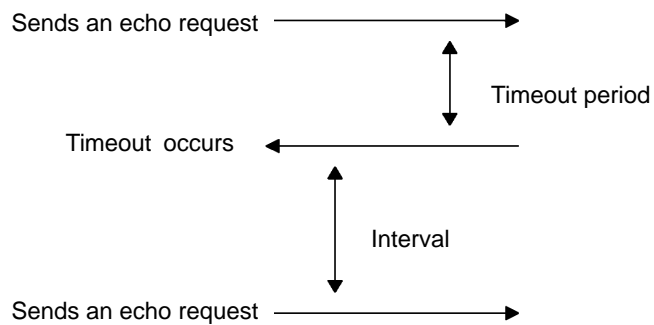 Sends an echo request
Timeout period
Timeout occurs
Interval
Sends an echo request